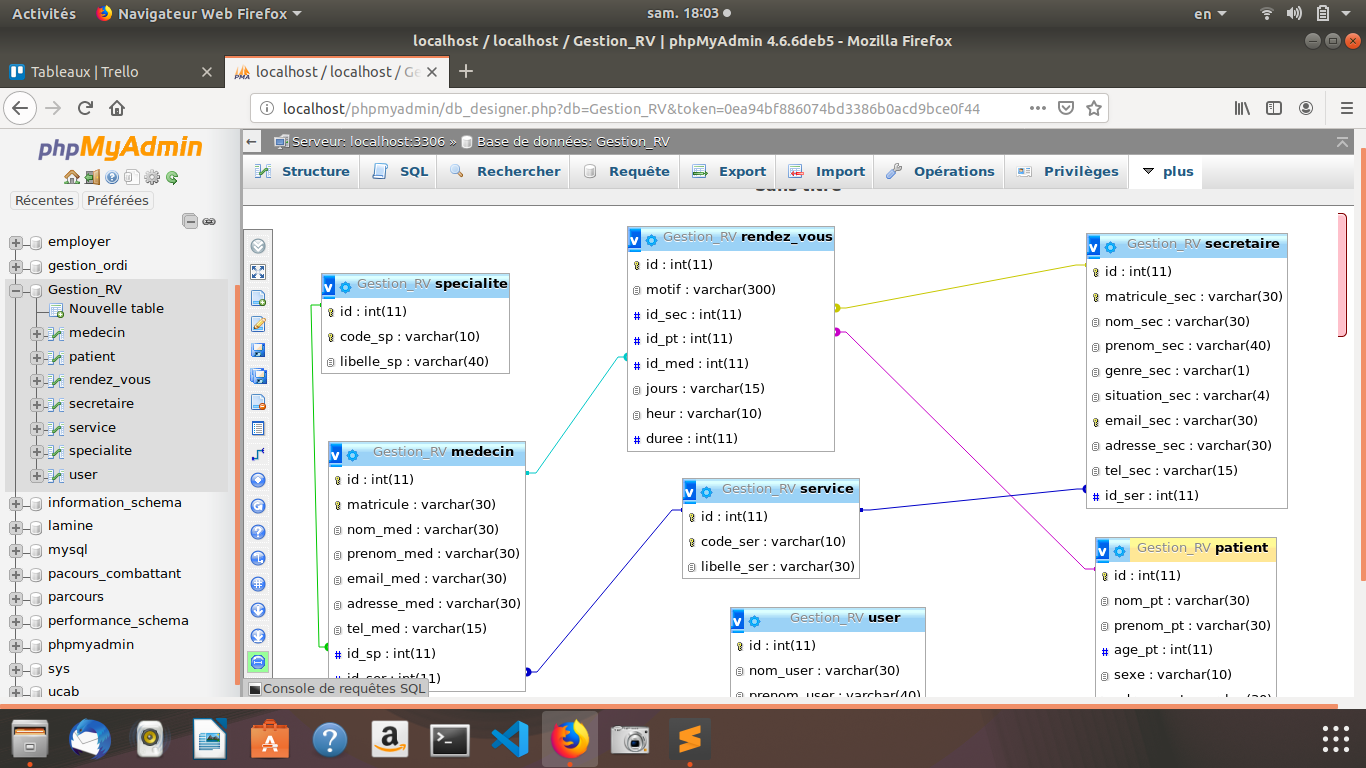 Activités
Navigateur Web Firefox
sam. 18:03
en
localhost / localhost / Gestion_RV | phpMyAdmin 4.6.6deb5 - Mozilla Firefox
Tableaux | Trello
localhost / localhost / Ge
localhost/phpmyadmin/db_designer.php?db=Gestion_RV&token=0ea94bf886074bd3386b0acd9bce0f44
phpMyAdmin
Récentes
Préférées
employer
gestion_ordi
Gestion_RV
Nouvelle table
medecin
patient
rendez_vous
secretaire
service
specialite
user
information_schema
lamine
mysql
pacours_combattant
parcours
performance_schema
phpmyadmin
sys
ucab
Serveur: localhost:3306 » Base de données: Gestion_RV
Structure
SQL
Rechercher
Requête
Export
Import
Opérations
Privilèges
plus
Sans titre
Gestion_RV specialite
id : int(11)
code_sp : varchar(10)
libelle_sp : varchar(40)
Gestion_RV medecin
id : int(11)
matricule : varchar(30)
nom_med : varchar(30)
prenom_med : varchar(30)
email_med : varchar(30)
adresse_med : varchar(30)
tel_med : varchar(15)
id_sp : int(11)
id_ser : int(11)
Gestion_RV rendez_vous
id : int(11)
motif : varchar(300)
id_sec : int(11)
id_pt : int(11)
id_med : int(11)
jours : varchar(15)
heur : varchar(10)
duree : int(11)
Gestion_RV service
id : int(11)
code_ser : varchar(10)
libelle_ser : varchar(30)
Gestion_RV user
id : int(11)
nom_user : varchar(30)
prenom_user : varchar(40)
Gestion_RV secretaire
id : int(11)
matricule_sec : varchar(30)
nom_sec : varchar(30)
prenom_sec : varchar(40)
genre_sec : varchar(1)
situation_sec : varchar(4)
email_sec : varchar(30)
adresse_sec : varchar(30)
tel_sec : varchar(15)
id_ser : int(11)
Gestion_RV patient
id : int(11)
nom_pt : varchar(30)
prenom_pt : varchar(30)
age_pt : int(11)
sexe : varchar(10)
Console de requêtes SQL